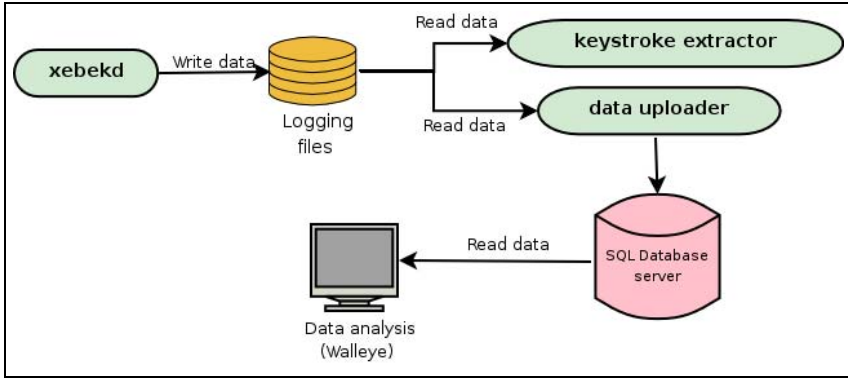 Read data
keystroke extractor
xebekd
Write data
Logging
files
data uploader
Read data
SQL Database
server
Read data
Data analysis
(Walleye)